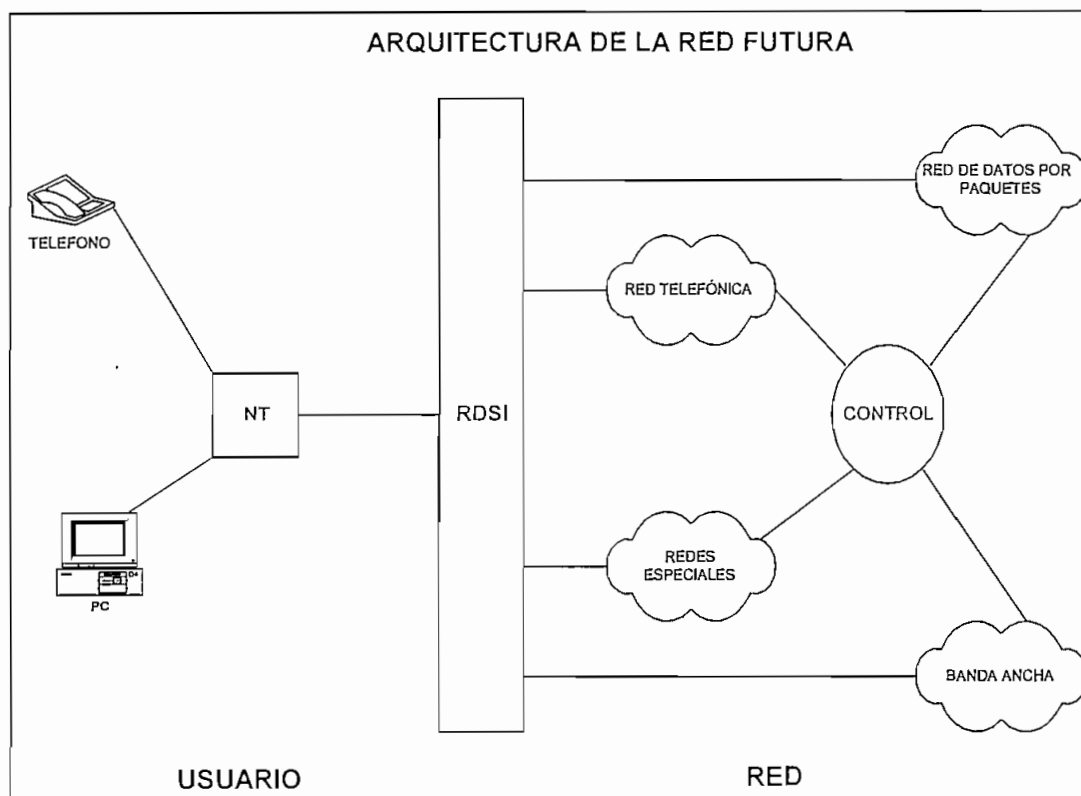 ARQUITECTURA DE LA RED FUTURA
RED DE DATOS POR
PAQUETES
TELEFONO
RED TELEFÓNICA
NT
RDSI
CONTROL
REDES
ESPECIALES
PC
BANDA ANCHA
USUARIO
RED